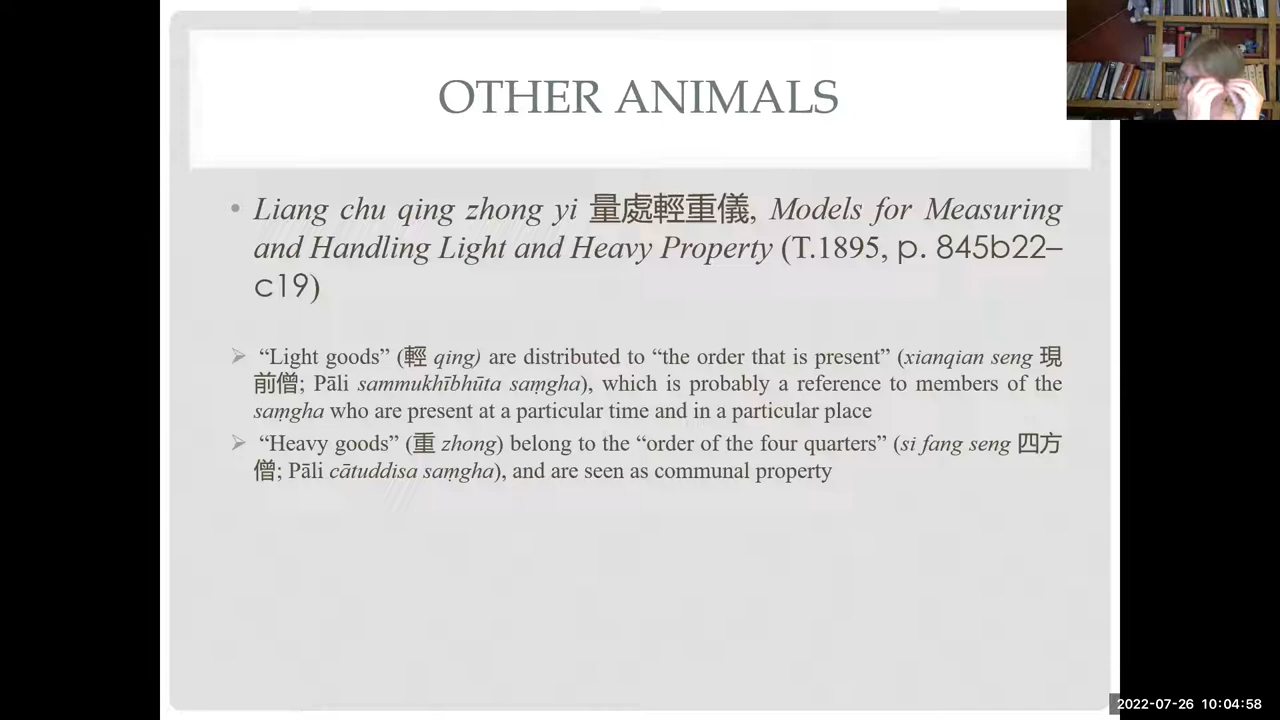 OTHER ANIMALS
• Liang chu qing zhong yi 量處輕重儀, Models for Measuring
and Handling Light and Heavy Property (T.1895, p. 845b22–
c19)
➢ “Light goods” (輕 qing) are distributed to “the order that is present” (xianqian seng 現
前僧; Pāli sammukhībhūta saṃgha), which is probably a reference to members of the
saṃgha who are present at a particular time and in a particular place
➢ “Heavy goods” (重 zhong) belong to the “order of the four quarters” (si fang seng 四方
僧; Pāli cātuddisa saṃgha), and are seen as communal property
2022-07-26 10:04:58